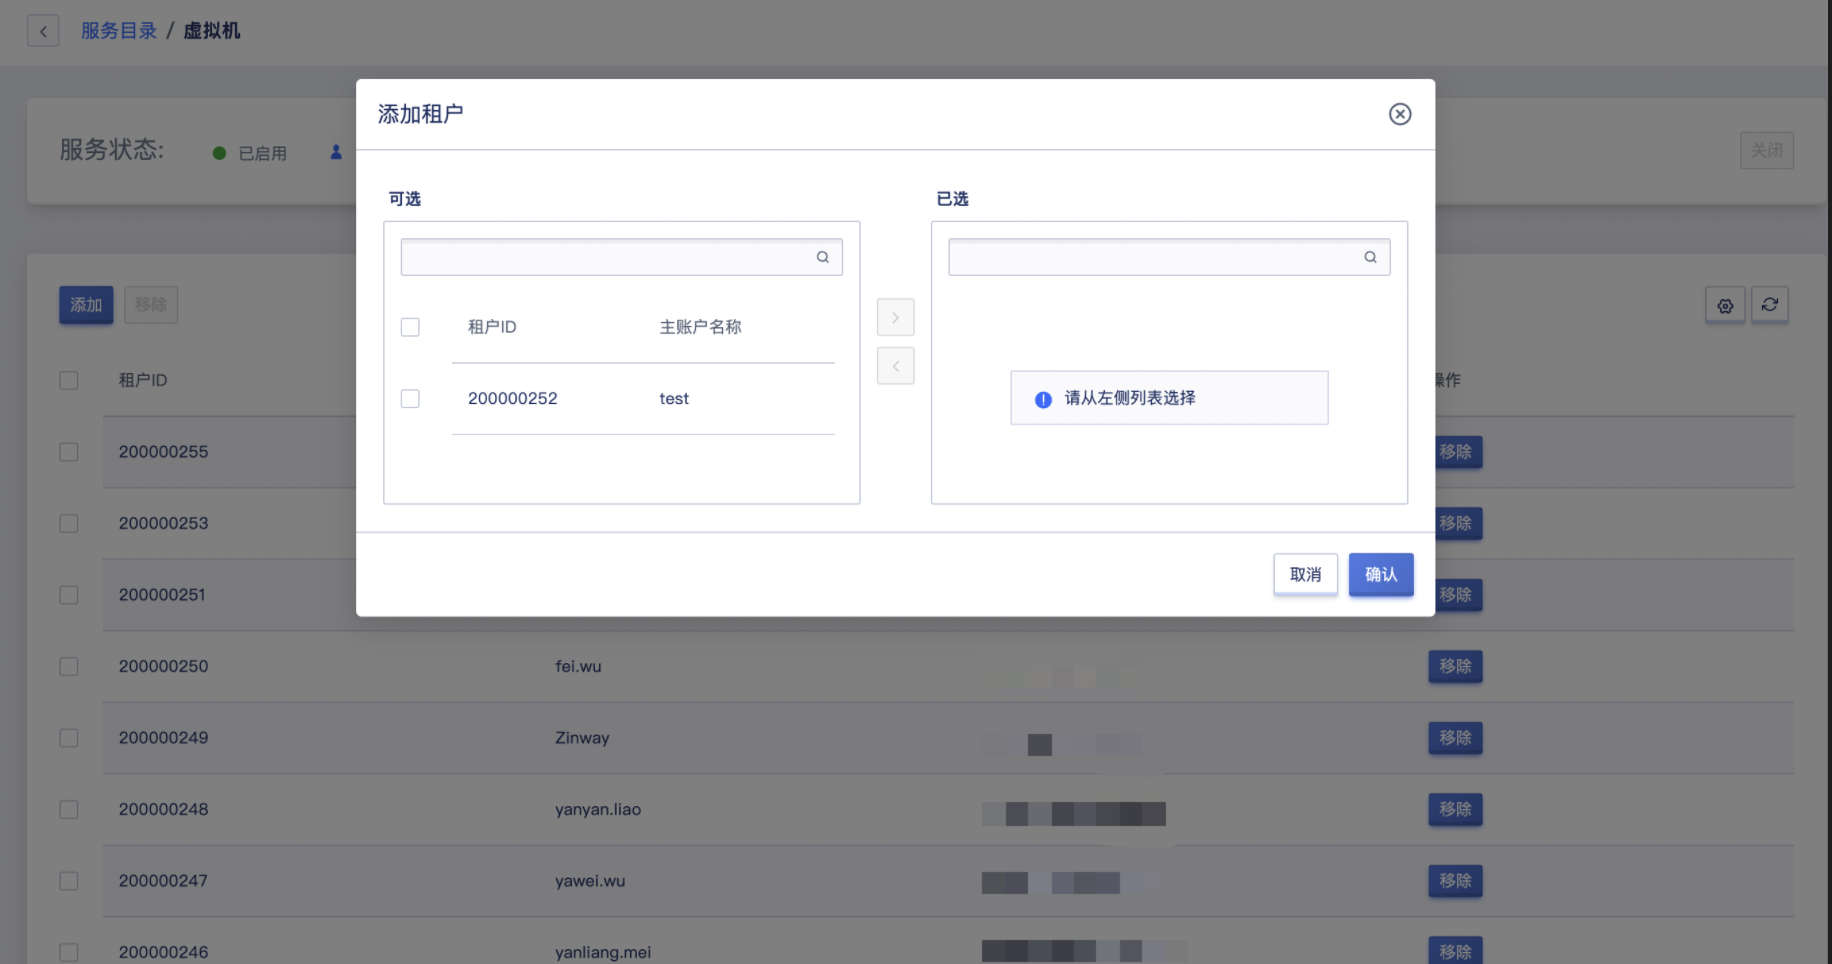 服务目录 / 虚拟机
服务状态: 已启用
关闭
添加租户
可选
租户ID 主账户名称
200000252 test
已选
请从左侧列表选择
取消 确认
添加 移除
租户ID 操作
200000255 移除
200000253 移除
200000251 移除
200000250 fei.wu 移除
200000249 Zinway 移除
200000248 yanyan.liao 移除
200000247 yawei.wu 移除
200000246 yanliang.mei 移除